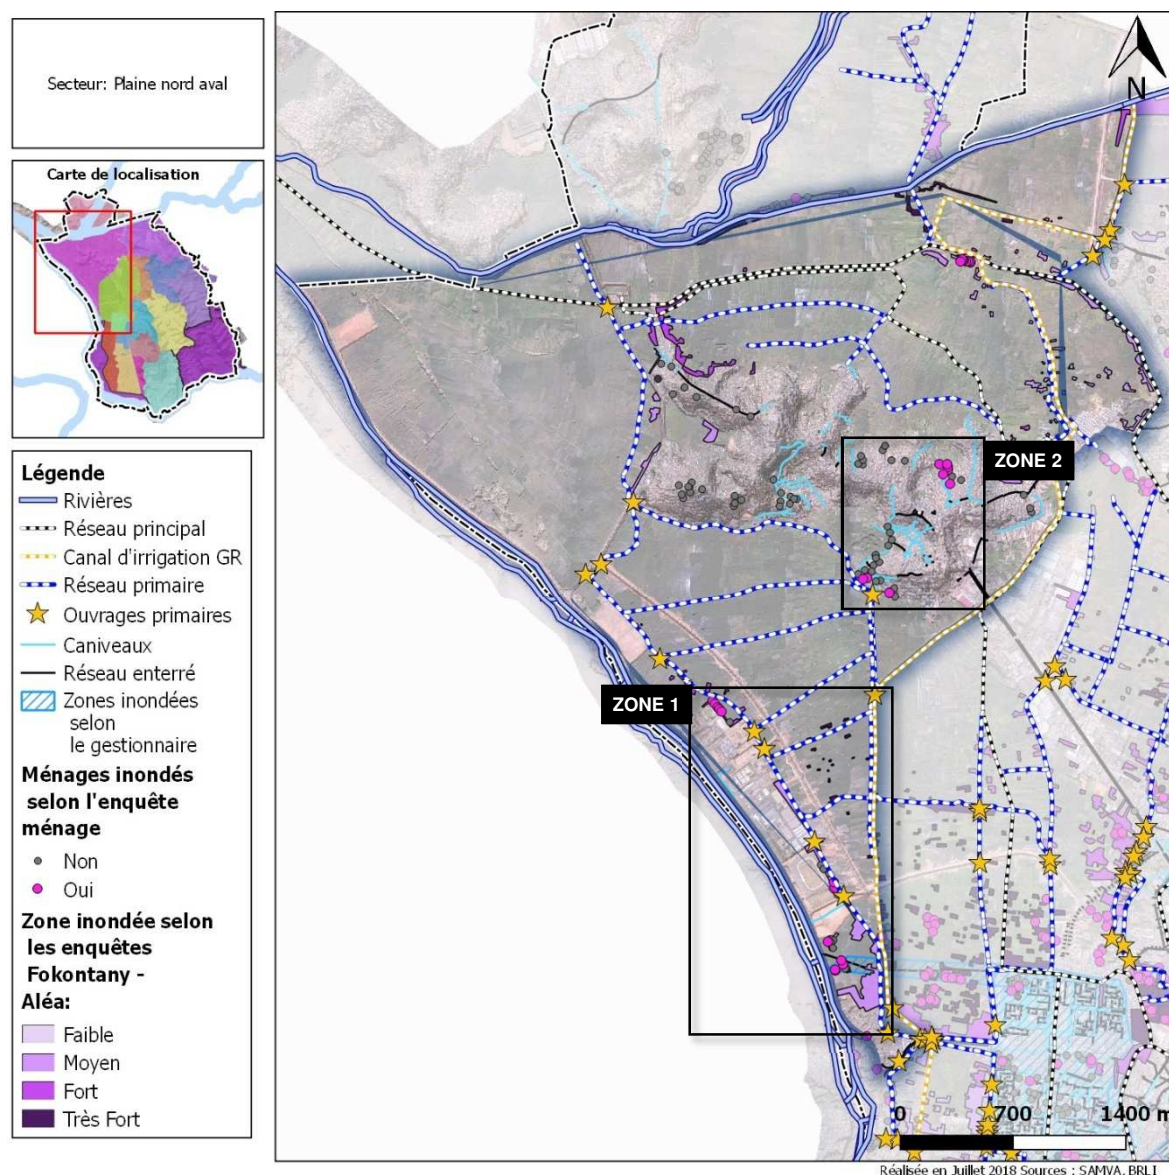 Secteur: Plaine nord aval
Carte de localisation
Légende
Rivières
Réseau principal
Canal d'irrigation GR
Réseau primaire
Ouvrages primaires
Caniveaux
Réseau enterré
Zones inondées
selon
le gestionnaire
Ménages inondés
selon l'enquête
ménage
Non
Oui
Zone inondée selon
les enquêtes
Fokontany -
Aléa:
Faible
Moyen
Fort
Très Fort
N
ZONE 2
ZONE 1
0 700 1400 m
Réalisée en Juillet 2018 Sources : SAMVA, BRLI